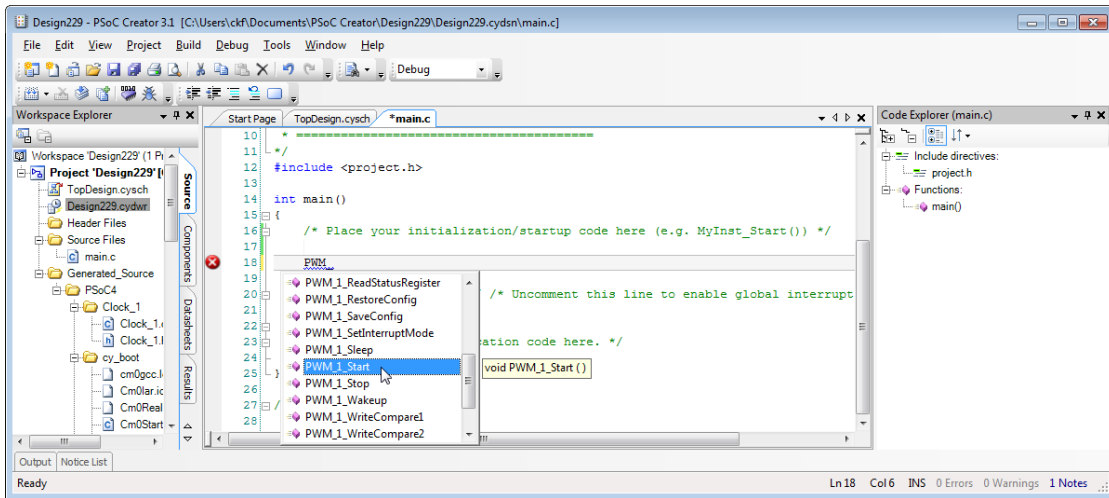 Design229 - PSoC Creator 3.1 [C:\Users\ckf\Documents\PSoC Creator\Design229\Design229.cydsn\main.c]
File Edit View Project Build Debug Tools Window Help
Debug
Workspace Explorer
Workspace 'Design229' (1 Pr
Project 'Design229' [
TopDesign.cysch
Design229.cydwr
Header Files
Source Files
main.c
Generated_Source
PSoC4
Clock_1
Clock_1.
Clock_1.
cy_boot
cm0gcc.l
Cm0Iar.ic
Cm0Real
Cm0Start
Source
Components
Datasheets
Results
Start Page TopDesign.cysch *main.c
10 * ========================================
11 */
12 #include <project.h>
13
14 int main()
15 {
16 /* Place your initialization/startup code here (e.g. MyInst_Start()) */
17
18 PWM_
19
20 /* Uncomment this line to enable global interrupt
21
22
23 ation code here. */
24
25 }
26
27 /
28
PWM_1_ReadStatusRegister
PWM_1_RestoreConfig
PWM_1_SaveConfig
PWM_1_SetInterruptMode
PWM_1_Sleep
PWM_1_Start
PWM_1_Stop
PWM_1_Wakeup
PWM_1_WriteCompare1
PWM_1_WriteCompare2
void PWM_1_Start ( )
Code Explorer (main.c)
Include directives:
project.h
Functions:
main()
Output Notice List
Ready Ln 18 Col 6 INS 0 Errors 0 Warnings 1 Notes